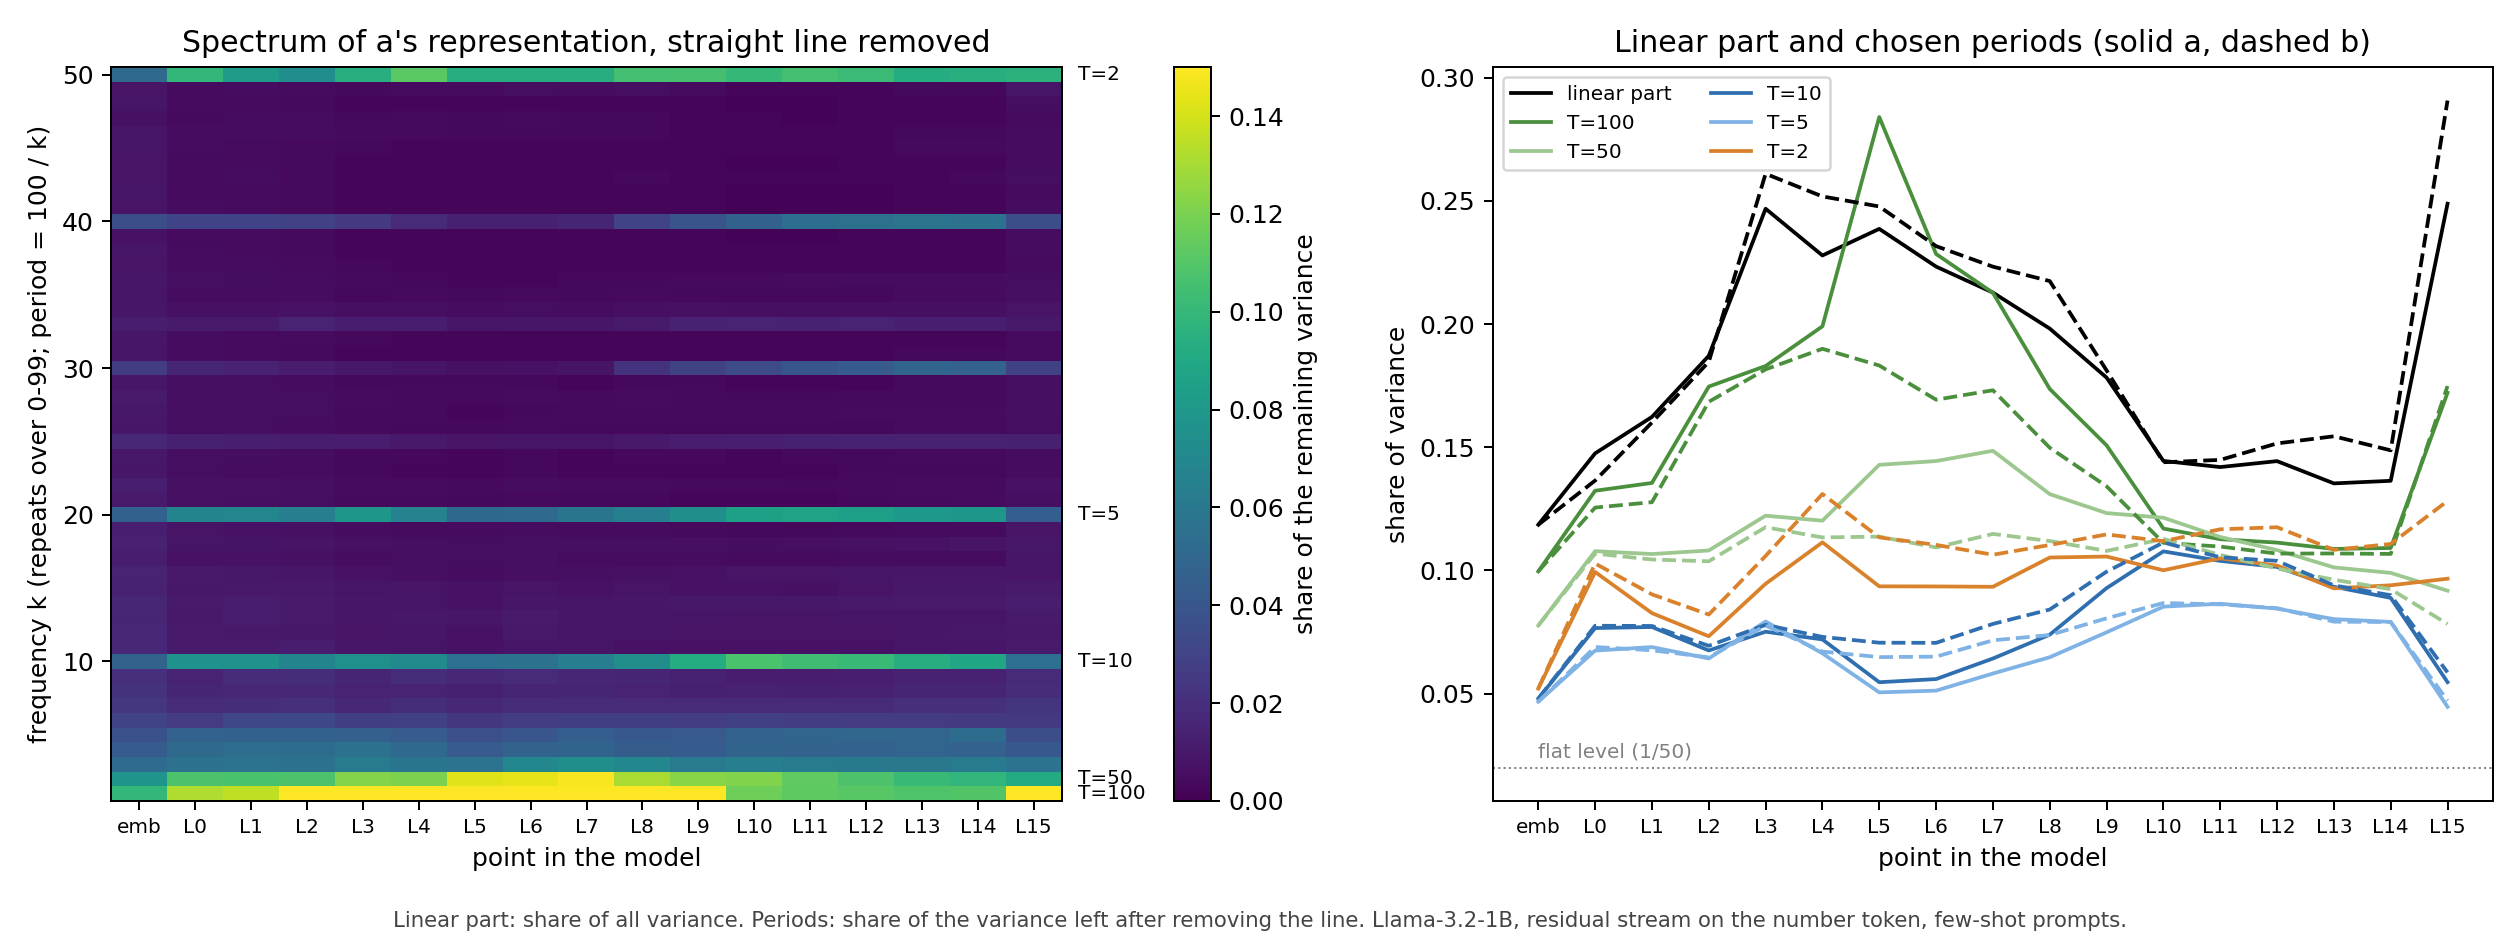 Spectrum of a's representation, straight line removed
frequency k (repeats over 0-99; period = 100 / k)
50
40
30
20
10
T=2
T=5
T=10
T=50
T=100
emb L0 L1 L2 L3 L4 L5 L6 L7 L8 L9 L10 L11 L12 L13 L14 L15
point in the model
0.14
0.12
0.10
0.08
0.06
0.04
0.02
0.00
share of the remaining variance
Linear part and chosen periods (solid a, dashed b)
share of variance
0.30
0.25
0.20
0.15
0.10
0.05
linear part
T=100
T=50
T=10
T=5
T=2
flat level (1/50)
emb L0 L1 L2 L3 L4 L5 L6 L7 L8 L9 L10 L11 L12 L13 L14 L15
point in the model
Linear part: share of all variance. Periods: share of the variance left after removing the line. Llama-3.2-1B, residual stream on the number token, few-shot prompts.